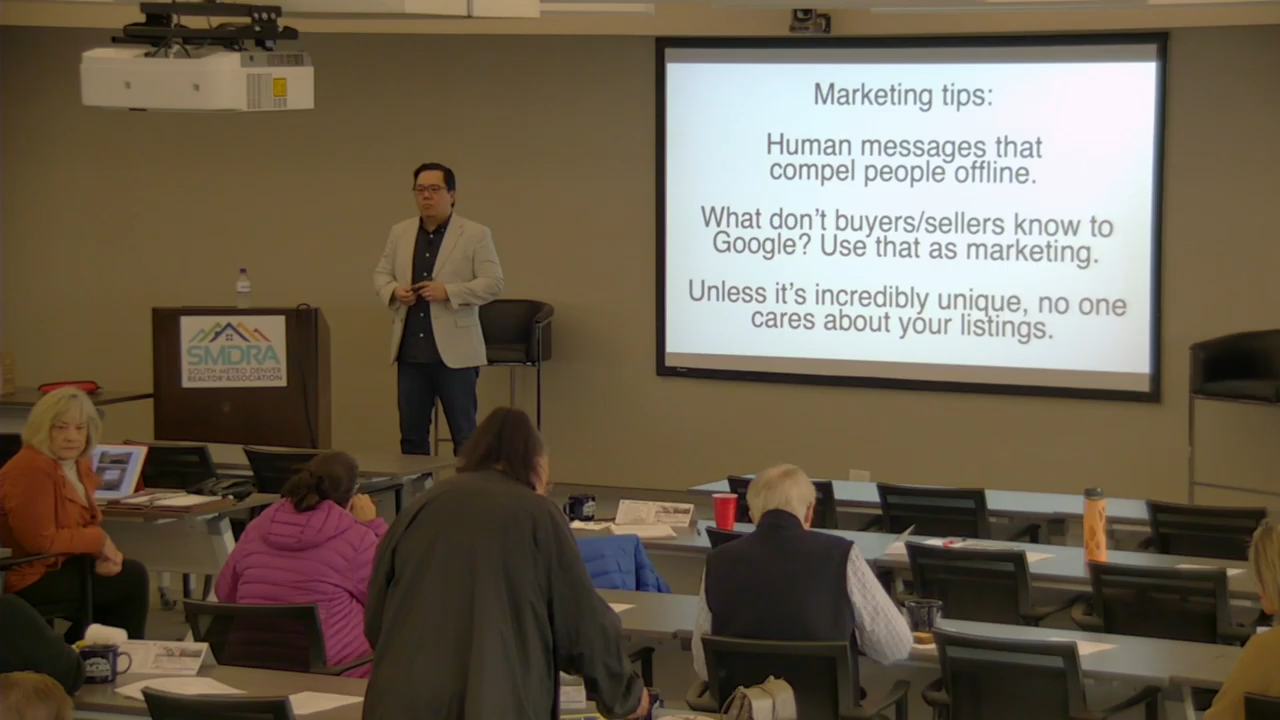 Marketing tips:
Human messages that
compel people offline.
What don't buyers/sellers know to
Google? Use that as marketing.
Unless it's incredibly unique, no one
cares about your listings.
SMDRA
SOUTH METRO DENVER
REALTOR® ASSOCIATION
SMDRA